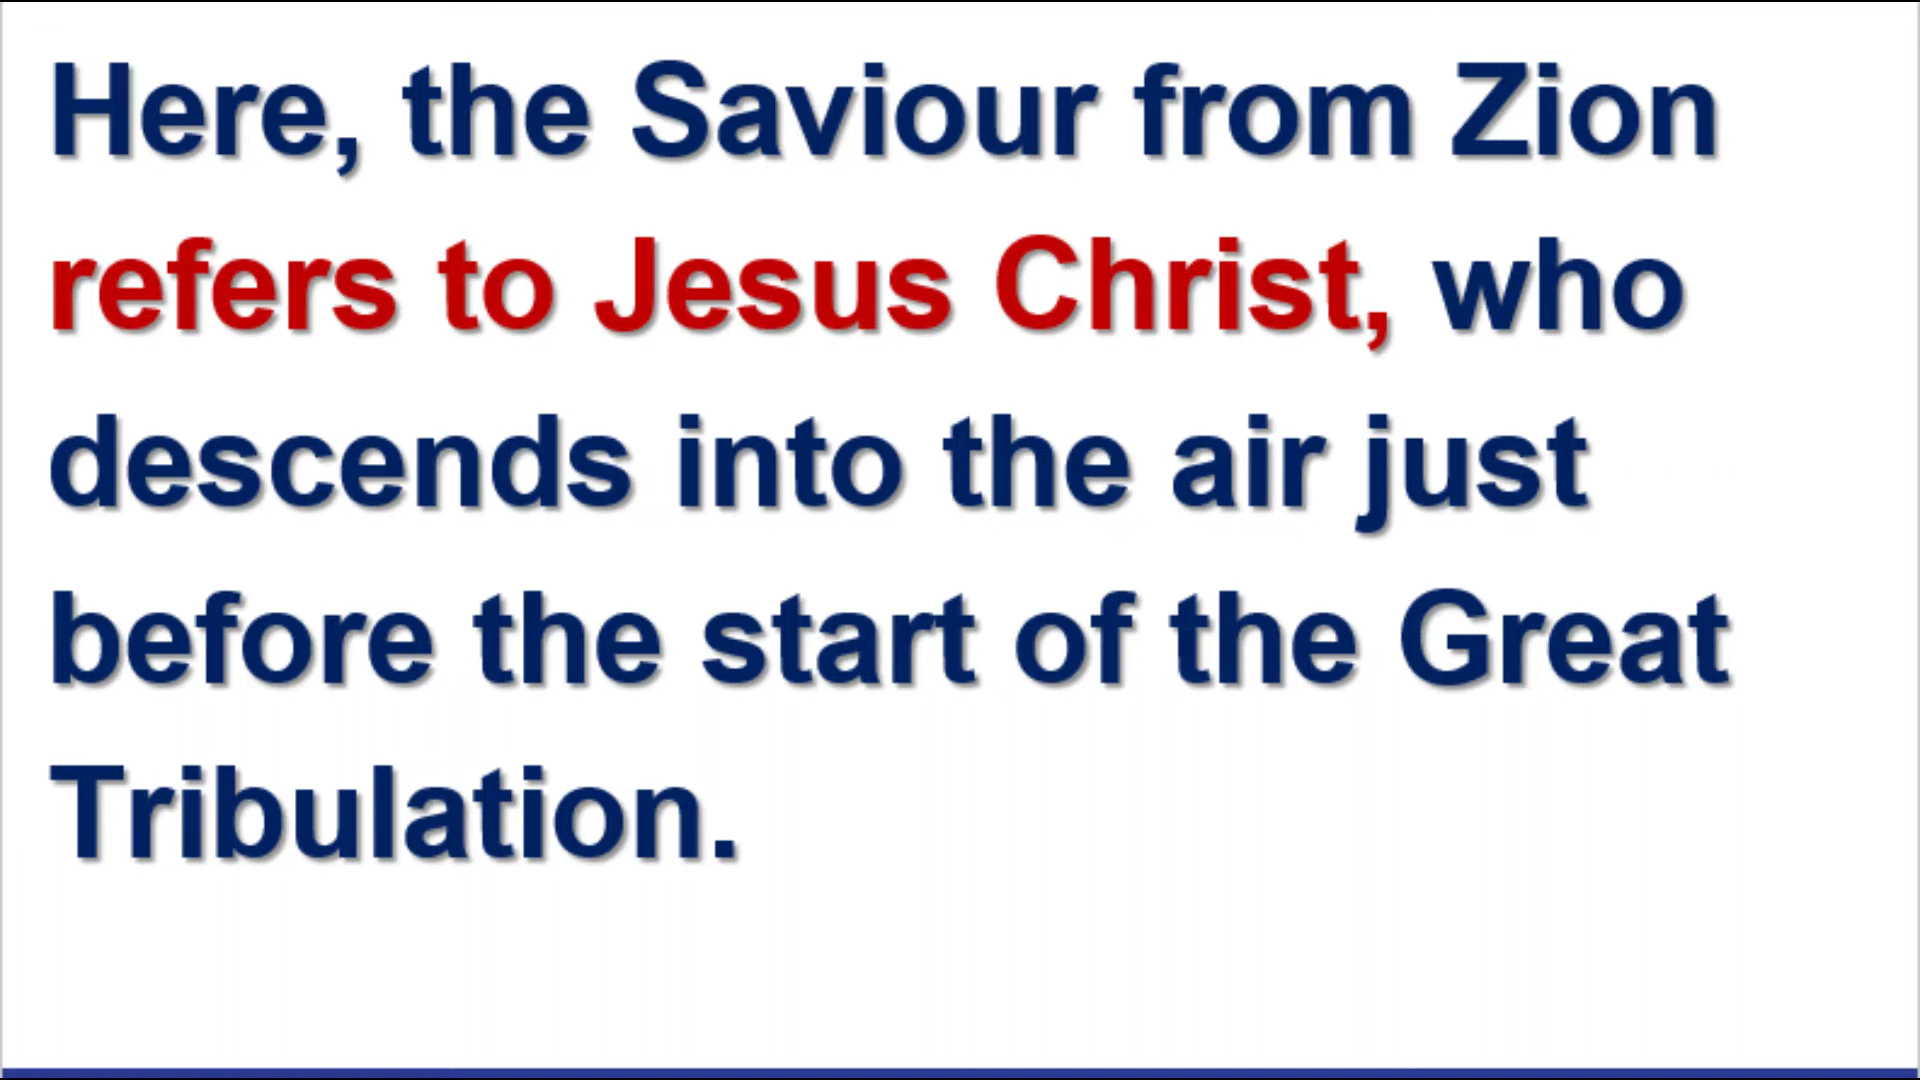 Here, the Saviour from Zion
refers to Jesus Christ, who
descends into the air just
before the start of the Great
Tribulation.